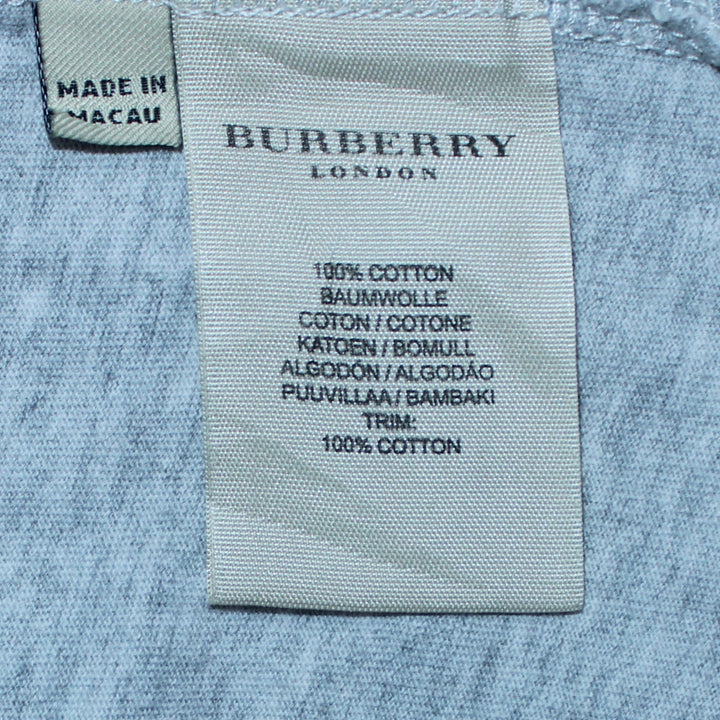 MADE IN
MACAU
BURBERRY
LONDON
100% COTTON
BAUMWOLLE
COTON / COTONE
KATOEN / BOMULL
ALGODÓN / ALGODÃO
PUUVILLAA / BAMBAKI
TRIM:
100% COTTON